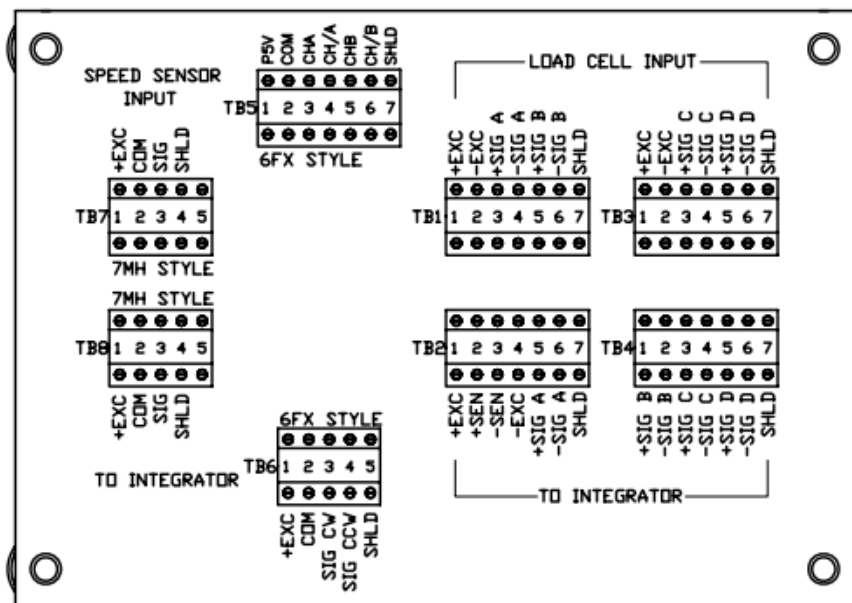 P5V COM CHA CH/A CHB CH/B SHLD
SPEED SENSOR
INPUT
TB5 1 2 3 4 5 6 7
6FX STYLE
LOAD CELL INPUT
+EXC COM SIG SHLD
TB7 1 2 3 4 5
7MH STYLE
+EXC -EXC +SIG A -SIG A +SIG B -SIG B SHLD
TB1 1 2 3 4 5 6 7
+EXC -EXC +SIG C -SIG C +SIG D -SIG D SHLD
TB3 1 2 3 4 5 6 7
7MH STYLE
TB8 1 2 3 4 5
+EXC COM SIG SHLD
TB2 1 2 3 4 5 6 7
+EXC +SEN -SEN -EXC +SIG A -SIG A SHLD
TB4 1 2 3 4 5 6 7
+SIG B -SIG B +SIG C -SIG C +SIG D -SIG D SHLD
6FX STYLE
TB6 1 2 3 4 5
+EXC COM SIG CW SIG CCW SHLD
TO INTEGRATOR
TO INTEGRATOR